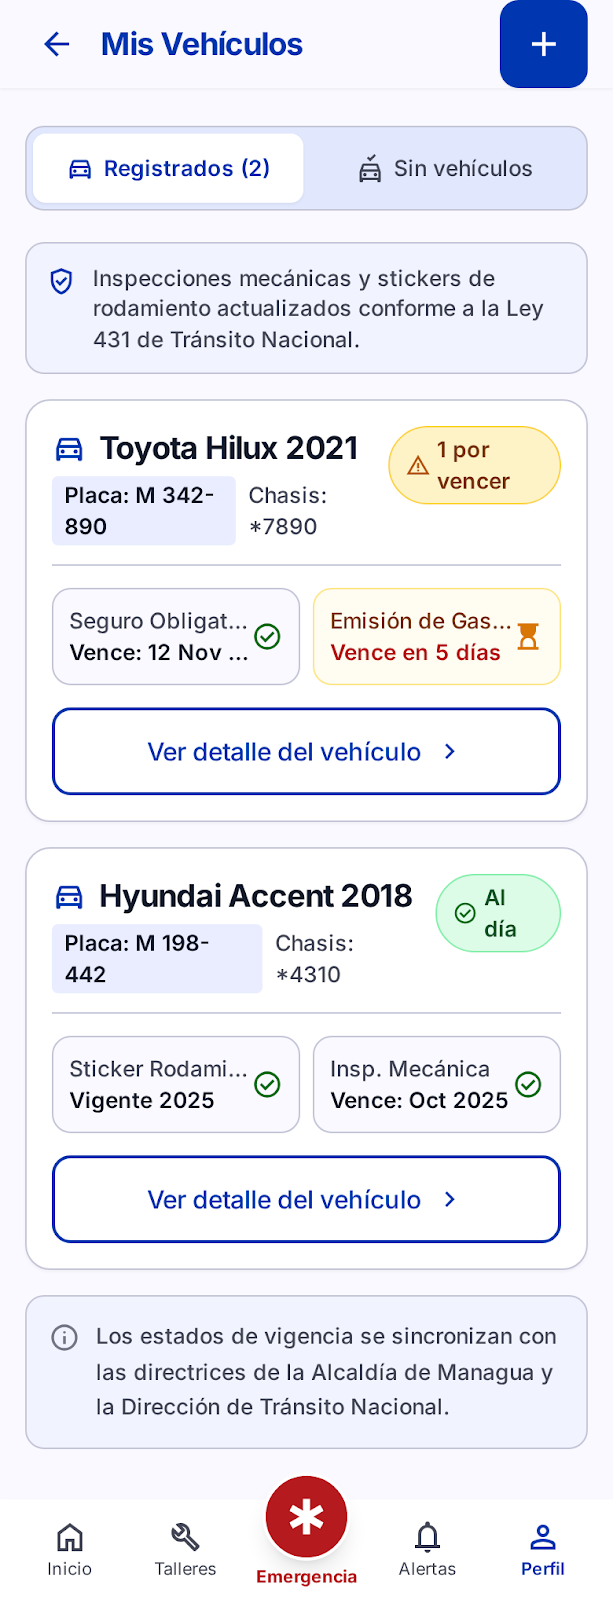 Mis Vehículos
Registrados (2)
Sin vehículos
Inspecciones mecánicas y stickers de
rodamiento actualizados conforme a la Ley
431 de Tránsito Nacional.
Toyota Hilux 2021
1 por
vencer
Placa: M 342-
890
Chasis:
*7890
Seguro Obligat...
Vence: 12 Nov ...
Emisión de Gas...
Vence en 5 días
Ver detalle del vehículo
Hyundai Accent 2018
Al
día
Placa: M 198-
442
Chasis:
*4310
Sticker Rodami...
Vigente 2025
Insp. Mecánica
Vence: Oct 2025
Ver detalle del vehículo
Los estados de vigencia se sincronizan con
las directrices de la Alcaldía de Managua y
la Dirección de Tránsito Nacional.
Inicio
Talleres
Emergencia
Alertas
Perfil